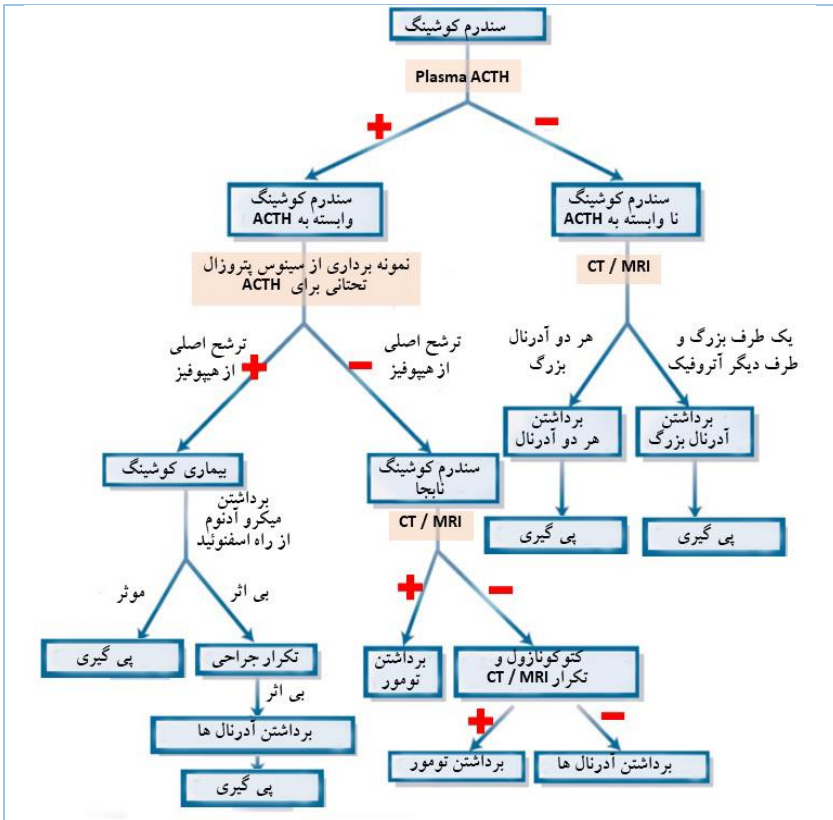 سندرم کوشینگ
Plasma ACTH
سندرم کوشینگ
وابسته به ACTH
سندرم کوشینگ
نا وابسته به ACTH
نمونه برداری از سینوس پتروزال
تحتانی برای ACTH
CT / MRI
ترشح اصلی
از هیپوفیز
ترشح اصلی
از هیپوفیز
هر دو آدرنال
بزرگ
یک طرف بزرگ و
طرف دیگر آتروفیک
برداشتن
هر دو آدرنال
برداشتن
آدرنال بزرگ
بیماری کوشینگ
سندرم کوشینگ
نابجا
پی گیری
پی گیری
برداشتن
میکرو آدنوم
از راه اسفنوئید
CT / MRI
موثر
بی اثر
پی گیری
تکرار جراحی
برداشتن
تومور
کتوکونازول و
تکرار CT / MRI
بی اثر
برداشتن آدرنال ها
پی گیری
برداشتن تومور
برداشتن آدرنال ها